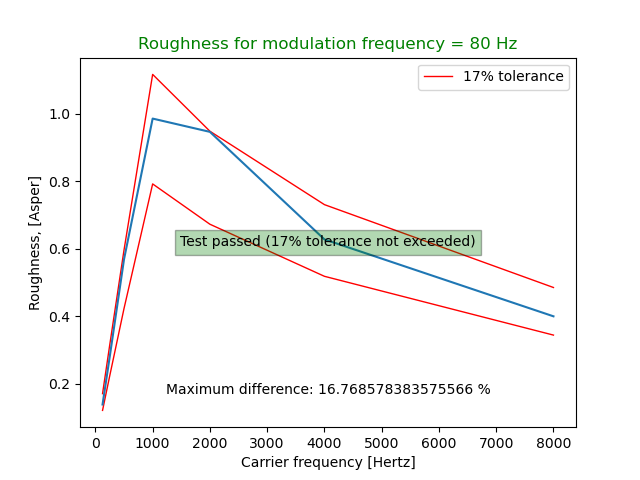 Roughness for modulation frequency = 80 Hz
17% tolerance
1.0
0.8
0.6
0.4
0.2
Roughness, [Asper]
Test passed (17% tolerance not exceeded)
Maximum difference: 16.768578383575566 %
0 1000 2000 3000 4000 5000 6000 7000 8000
Carrier frequency [Hertz]